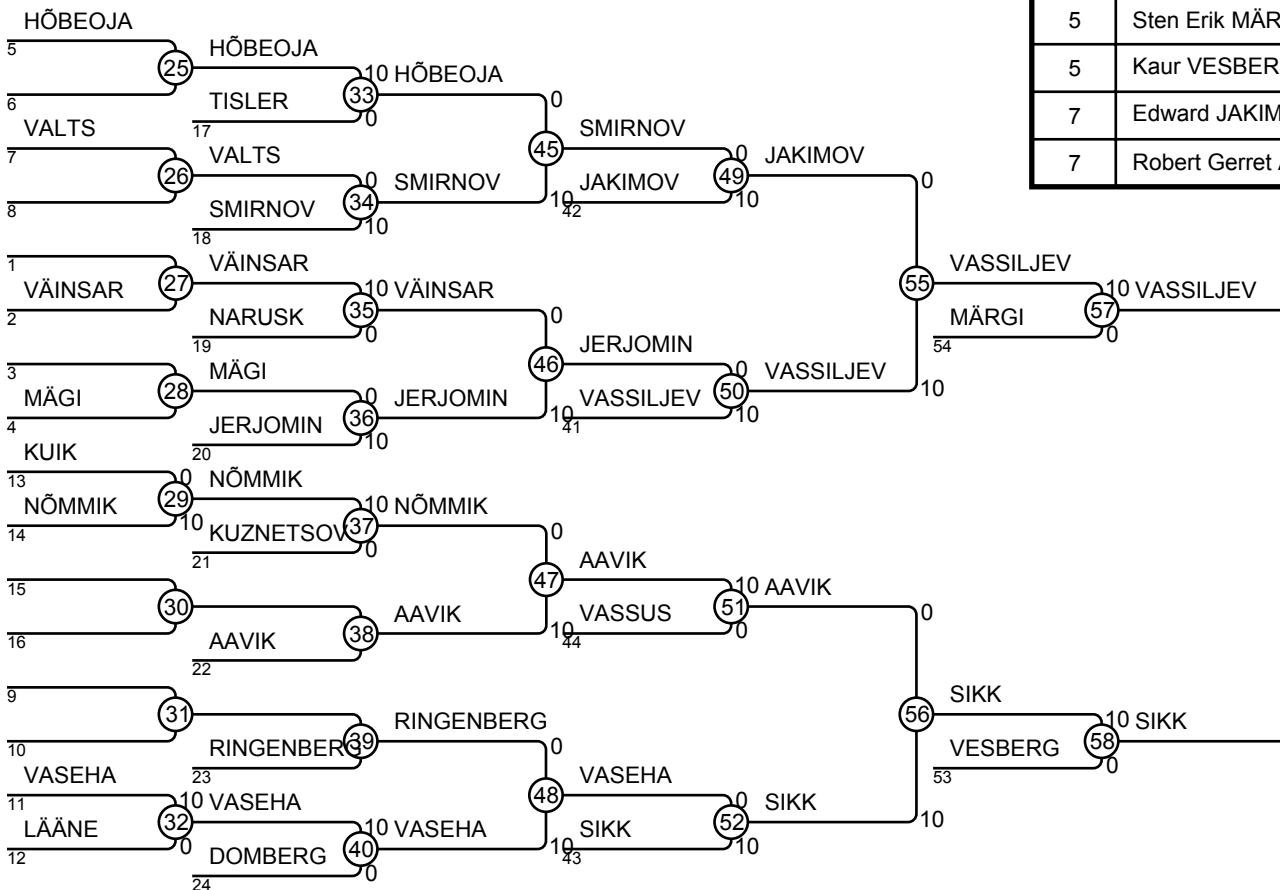 5 Sten Erik MÄR
5 Kaur VESBER
7 Edward JAKIM
7 Robert Gerret
HÕBEOJA
5
25
HÕBEOJA
6
10
HÕBEOJA
TISLER
33
17
0
0
VALTS
7
26
VALTS
8
45
SMIRNOV
0
SMIRNOV
SMIRNOV
34
18
10
10
JAKIMOV
42
0
49
10
JAKIMOV
0
1
27
VÄINSAR
VÄINSAR
2
10
VÄINSAR
NARUSK
35
19
0
0
3
28
MÄGI
MÄGI
4
46
JERJOMIN
0
JERJOMIN
JERJOMIN
36
20
10
10
VASSILJEV
41
0
50
10
VASSILJEV
10
55
VASSILJEV
MÄRGI
54
10
57
0
VASSILJEV
KUIK
13
0
29
NÕMMIK
NÕMMIK
14
10
10
NÕMMIK
KUZNETSOV
37
21
0
0
15
30
16
47
AAVIK
AAVIK
AAVIK
38
22
10
VASSUS
44
10
51
0
AAVIK
0
9
31
10
RINGENBERG
RINGENBERG
39
23
0
VASEHA
11
10
32
VASEHA
LÄÄNE
12
0
48
VASEHA
10
VASEHA
DOMBERG
40
24
0
10
SIKK
43
0
52
10
SIKK
10
56
SIKK
VESBERG
53
10
58
0
SIKK